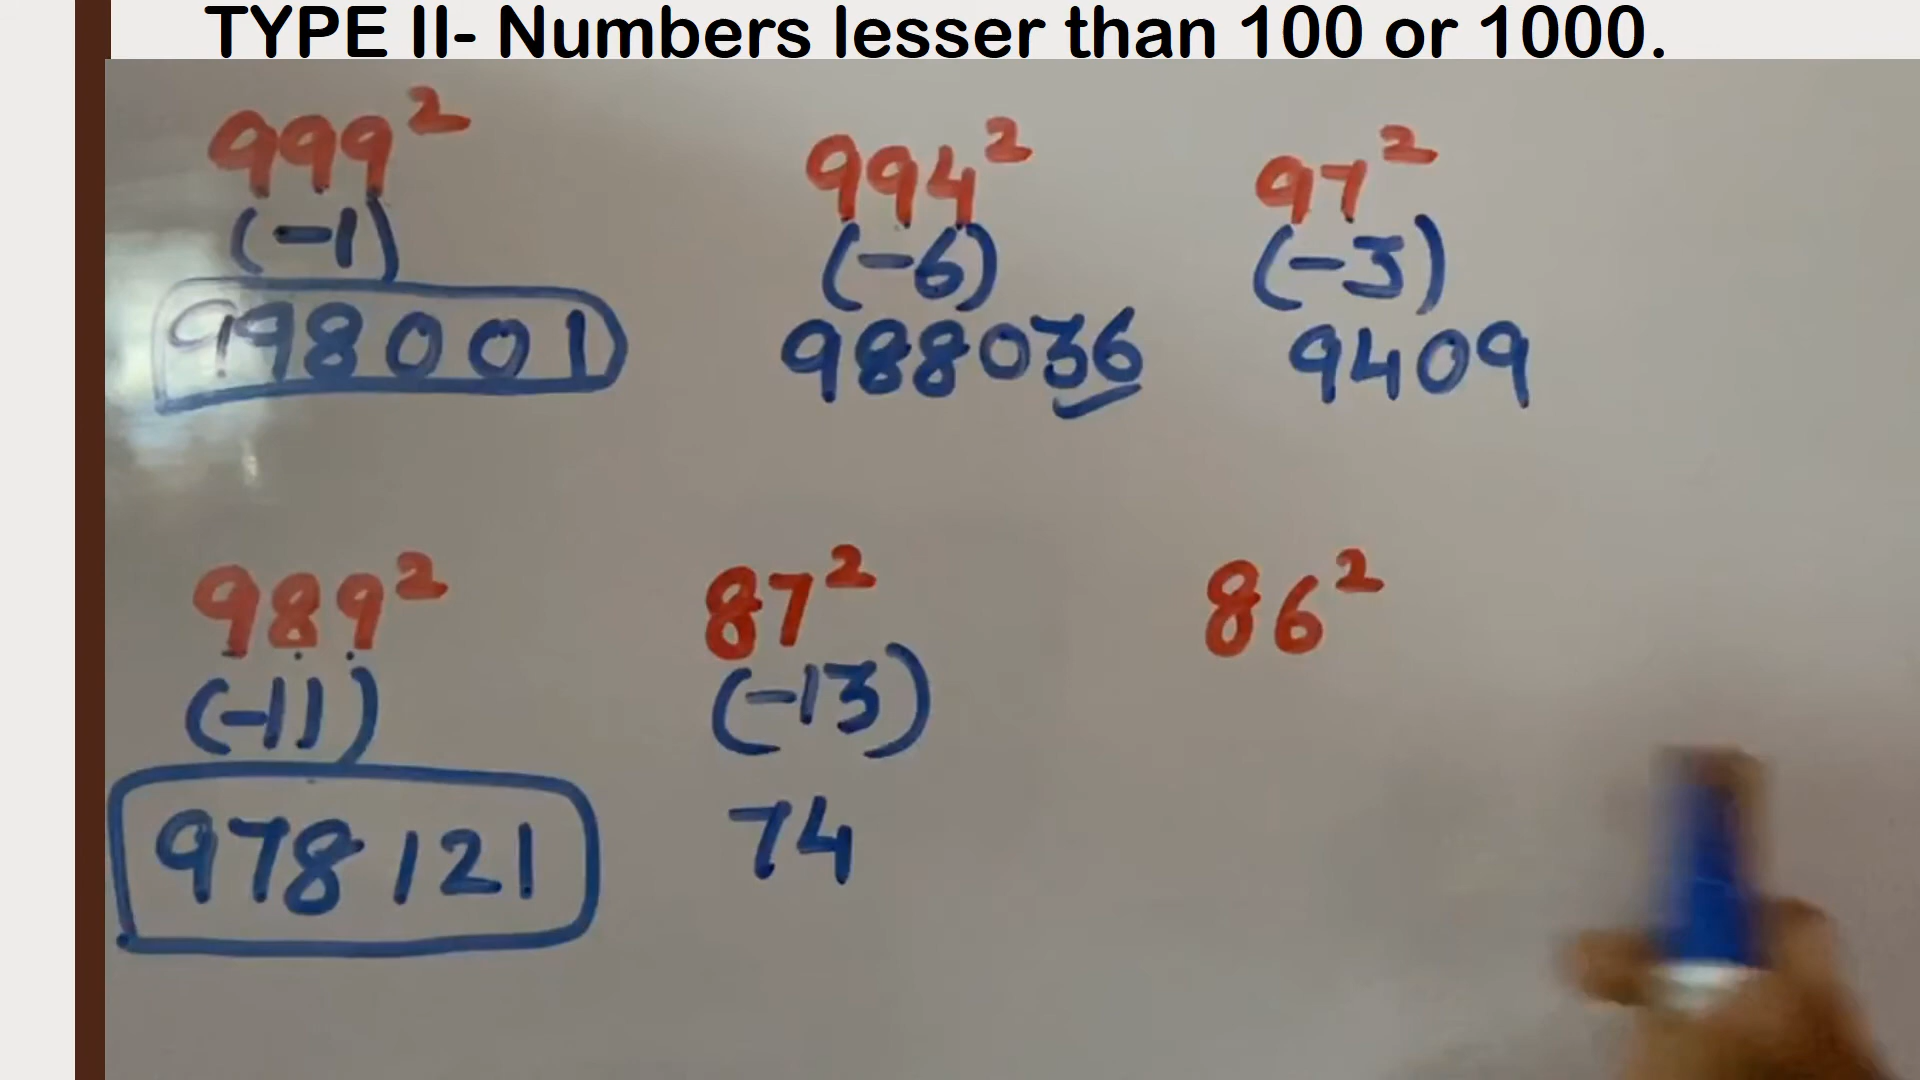 TYPE II- Numbers lesser than 100 or 1000.
999² 994² 97²
(-1) (-6) (-3)
998001 988036 9409
989² 87² 86²
(-11) (-13)
978121 74